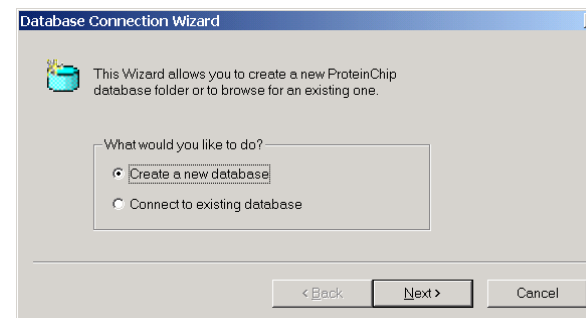 Database Connection Wizard
This Wizard allows you to create a new ProteinChip
database folder or to browse for an existing one.
What would you like to do?
Create a new database
Connect to existing database
< Back
Next >
Cancel